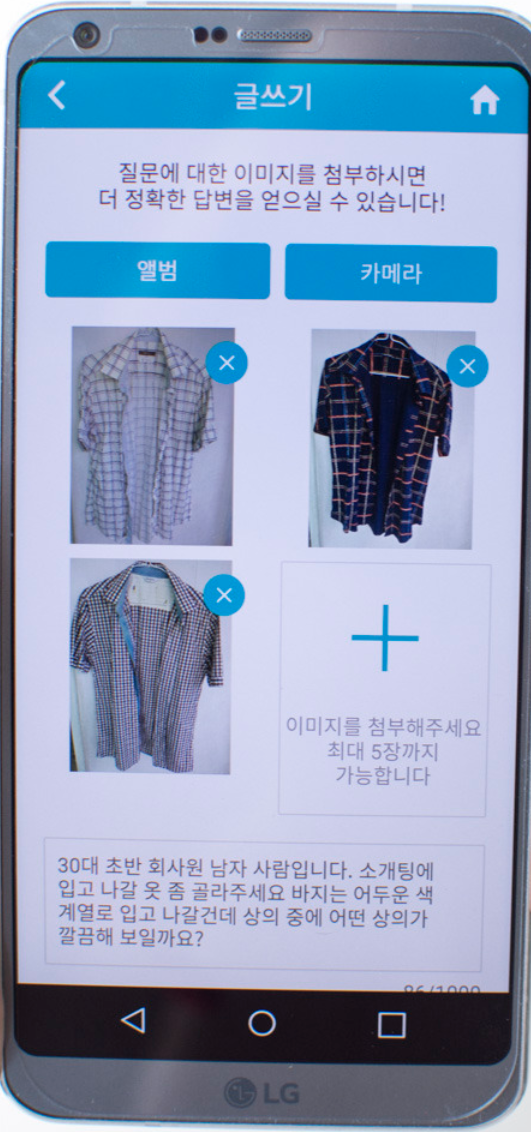 글쓰기
질문에 대한 이미지를 첨부하시면
더 정확한 답변을 얻으실 수 있습니다!
앨범
카메라
이미지를 첨부해주세요
최대 5장까지
가능합니다
30대 초반 회사원 남자 사람입니다. 소개팅에
입고 나갈 옷 좀 골라주세요 바지는 어두운 색
계열로 입고 나갈건데 상의 중에 어떤 상의가
깔끔해 보일까요?
86/1000
LG